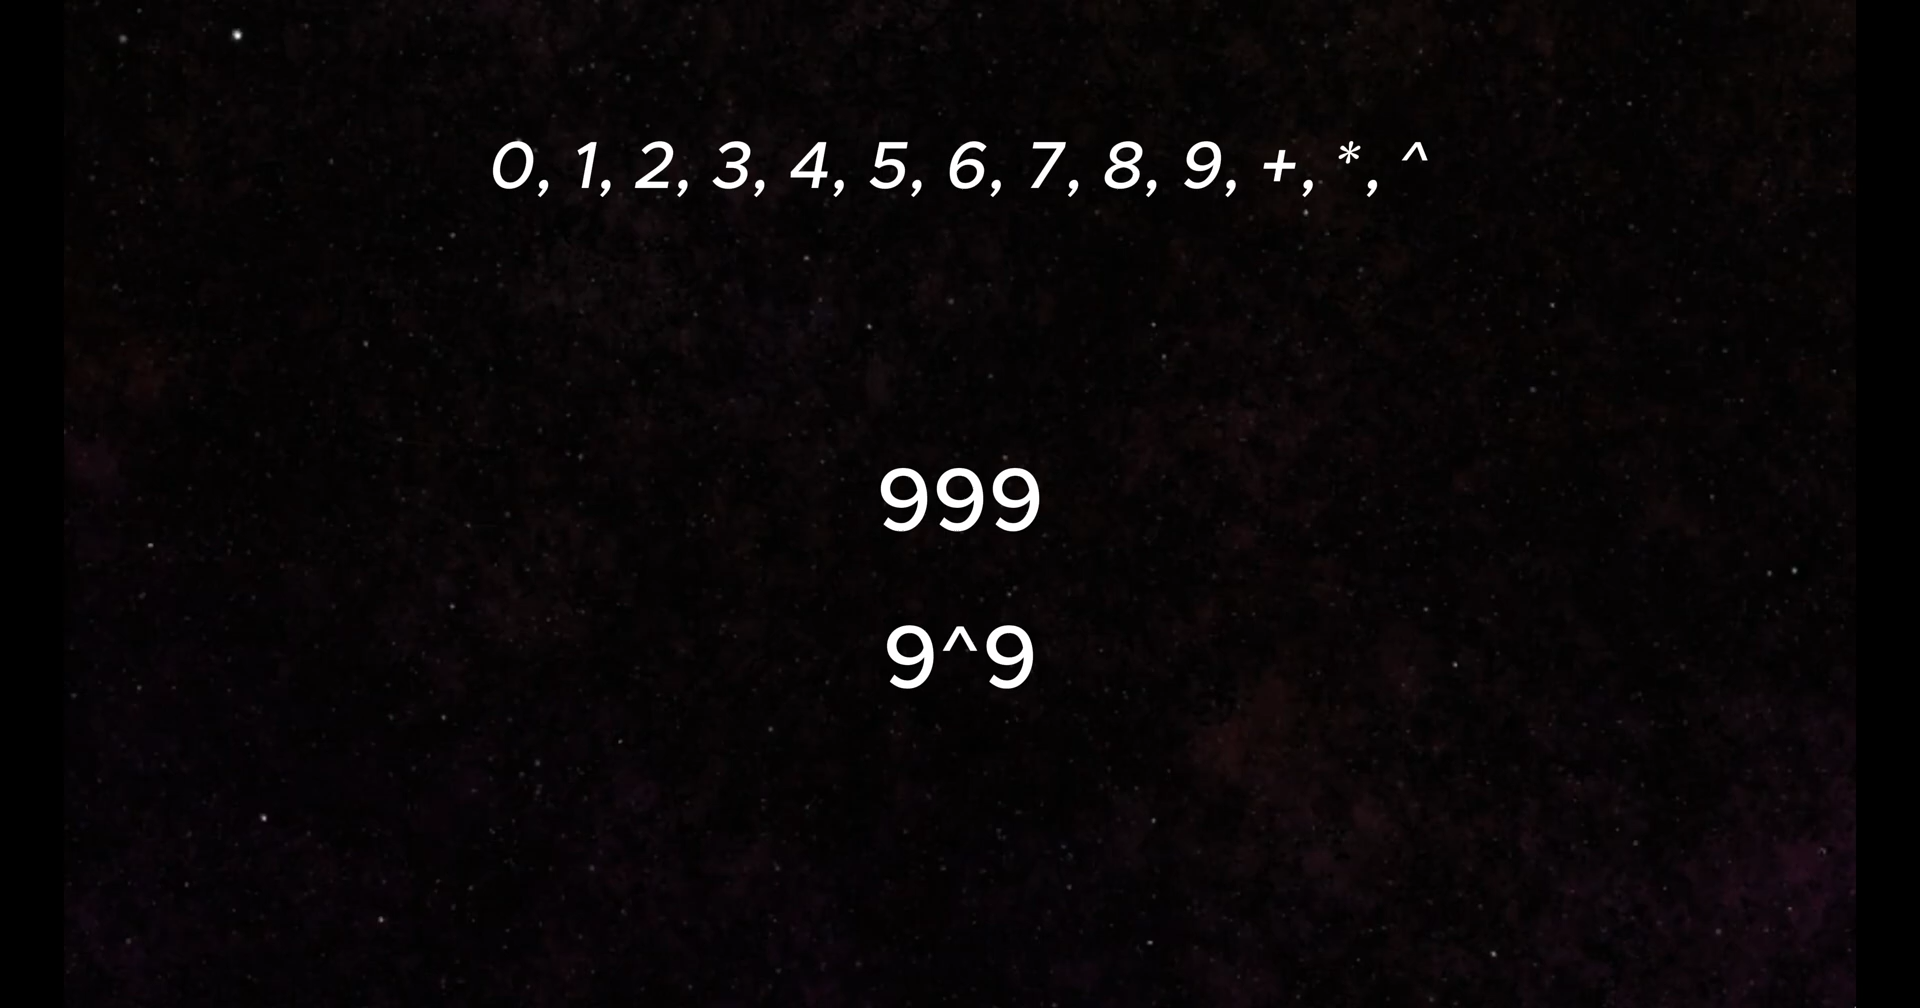 0, 1, 2, 3, 4, 5, 6, 7, 8, 9, +, *, ^
999
9^9